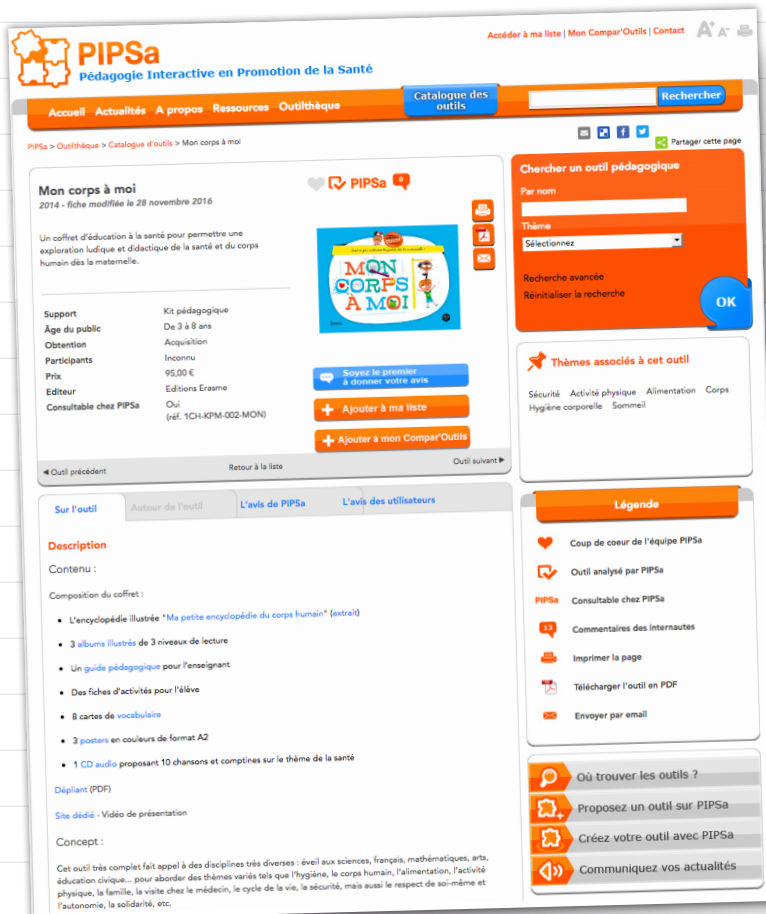 Accéder à ma liste | Mon Compar'Outils | Contact A+ A-
PIPSa
Pédagogie Interactive en Promotion de la Santé
Accueil Actualités A propos Ressources Outilthèque
Catalogue des
outils
Rechercher
PIPSa > Outilthèque > Catalogue d'outils > Mon corps à moi
Partager cette page
Mon corps à moi
2014 - fiche modifiée le 28 novembre 2016
PIPSa 0
Un coffret d'éducation à la santé pour permettre une
exploration ludique et didactique de la santé et du corps
humain dès la maternelle.
MON
CORPS
À MOI
Support Kit pédagogique
Âge du public De 3 à 8 ans
Obtention Acquisition
Participants Inconnu
Prix 95,00 €
Editeur Editions Erasme
Consultable chez PIPSa Oui
(réf. 1CH-KPM-002-MON)
Soyez le premier
à donner votre avis
Ajouter à ma liste
Ajouter à mon Compar'Outils
Outil précédent Retour à la liste Outil suivant
Chercher un outil pédagogique
Par nom
Thème
Sélectionnez
Recherche avancée
Réinitialiser la recherche
OK
Thèmes associés à cet outil
Sécurité Activité physique Alimentation Corps
Hygiène corporelle Sommeil
Sur l'outil Autour de l'outil L'avis de PIPSa L'avis des utilisateurs
Description
Contenu :
Composition du coffret :
• L'encyclopédie illustrée "Ma petite encyclopédie du corps humain" (extrait)
• 3 albums illustrés de 3 niveaux de lecture
• Un guide pédagogique pour l'enseignant
• Des fiches d'activités pour l'élève
• 8 cartes de vocabulaire
• 3 posters en couleurs de format A2
• 1 CD audio proposant 10 chansons et comptines sur le thème de la santé
Dépliant (PDF)
Site dédié - Vidéo de présentation
Concept :
Cet outil très complet fait appel à des disciplines très diverses : éveil aux sciences, français, mathématiques, arts,
éducation civique... pour aborder des thèmes variés tels que l'hygiène, le corps humain, l'alimentation, l'activité
physique, la famille, la visite chez le médecin, le cycle de la vie, la sécurité, mais aussi le respect de soi-même et
l'autonomie, la solidarité, etc.
Légende
Coup de coeur de l'équipe PIPSa
Outil analysé par PIPSa
PIPSa Consultable chez PIPSa
13 Commentaires des internautes
Imprimer la page
Télécharger l'outil en PDF
Envoyer par email
Où trouver les outils ?
Proposez un outil sur PIPSa
Créez votre outil avec PIPSa
Communiquez vos actualités